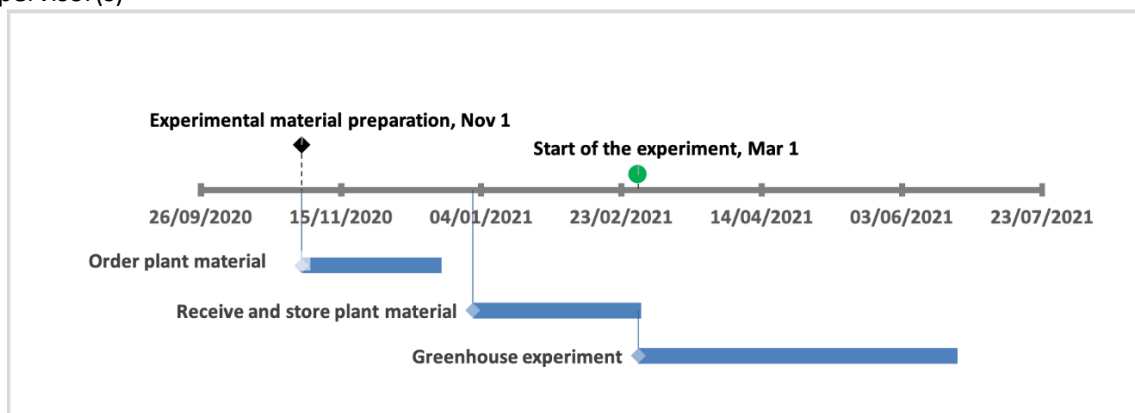 Experimental material preparation, Nov 1
Start of the experiment, Mar 1
26/09/2020 15/11/2020 04/01/2021 23/02/2021 14/04/2021 03/06/2021 23/07/2021
Order plant material
Receive and store plant material
Greenhouse experiment